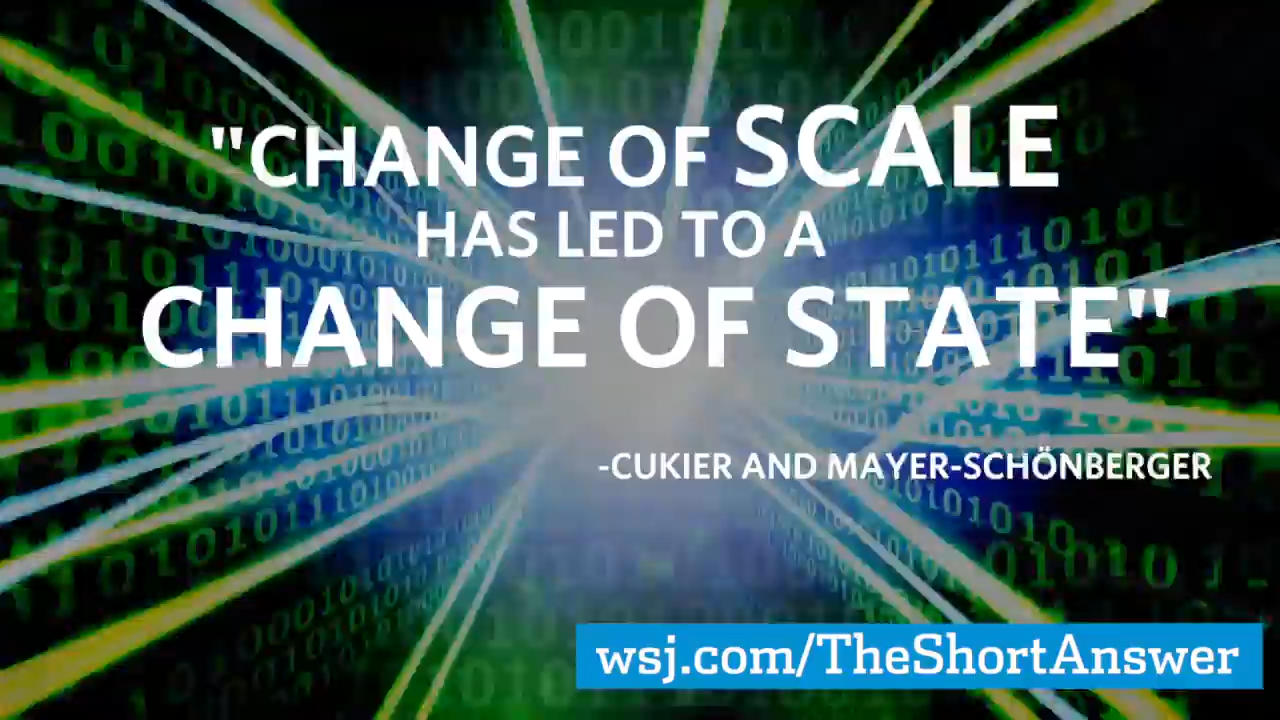 "CHANGE OF SCALE
HAS LED TO A
CHANGE OF STATE"
-CUKIER AND MAYER-SCHÖNBERGER
wsj.com/TheShortAnswer